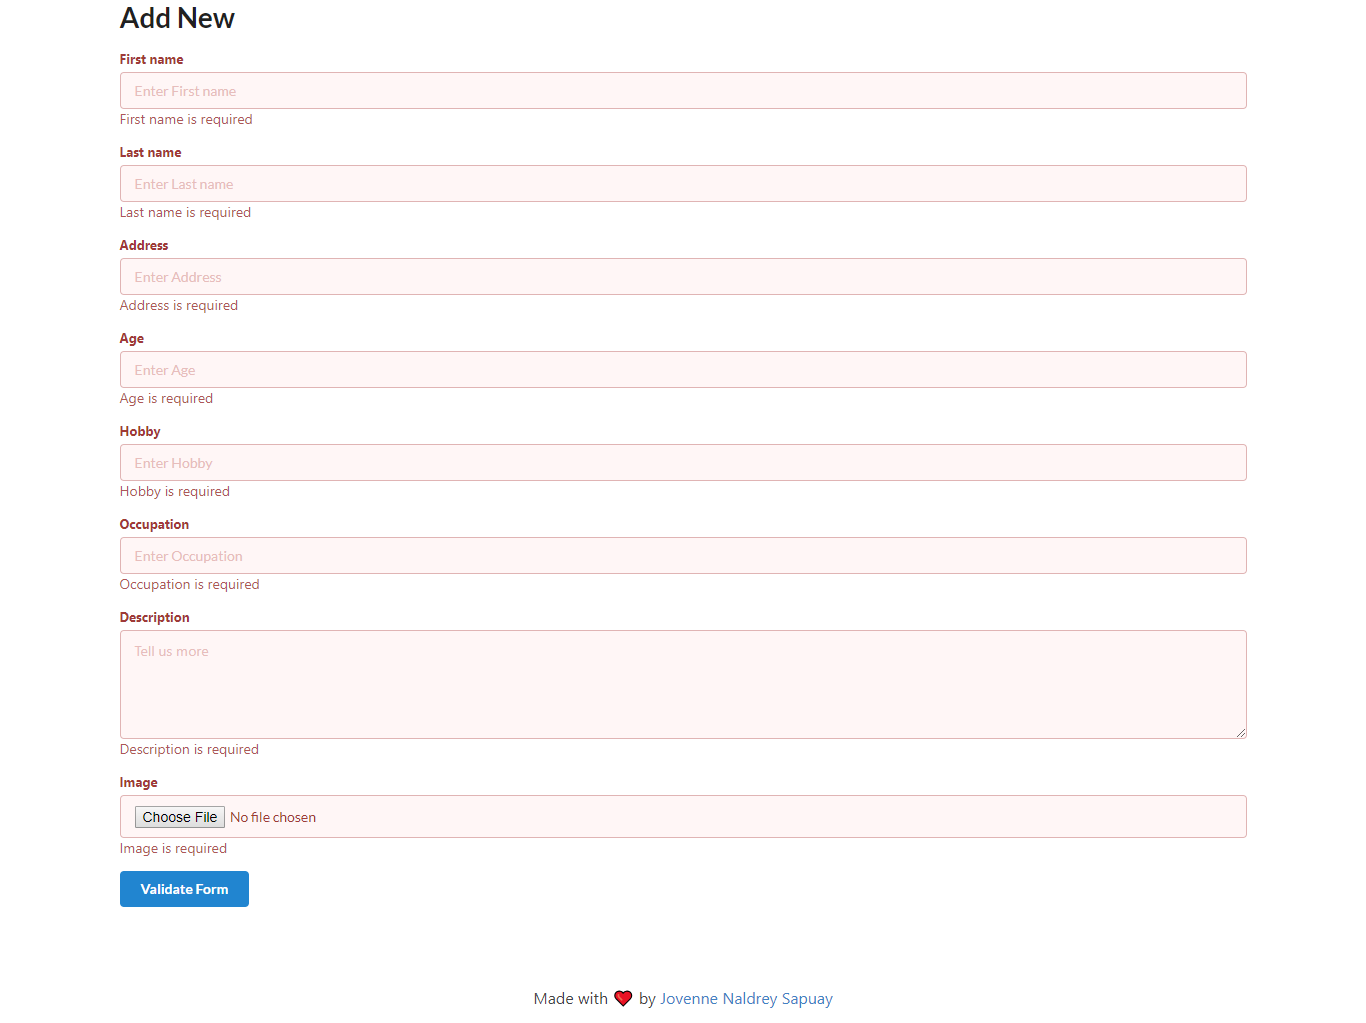 Add New
First name
Enter First name
First name is required
Last name
Enter Last name
Last name is required
Address
Enter Address
Address is required
Age
Enter Age
Age is required
Hobby
Enter Hobby
Hobby is required
Occupation
Enter Occupation
Occupation is required
Description
Tell us more
Description is required
Image
Choose File No file chosen
Image is required
Validate Form
Made with ❤ by Jovenne Naldrey Sapuay